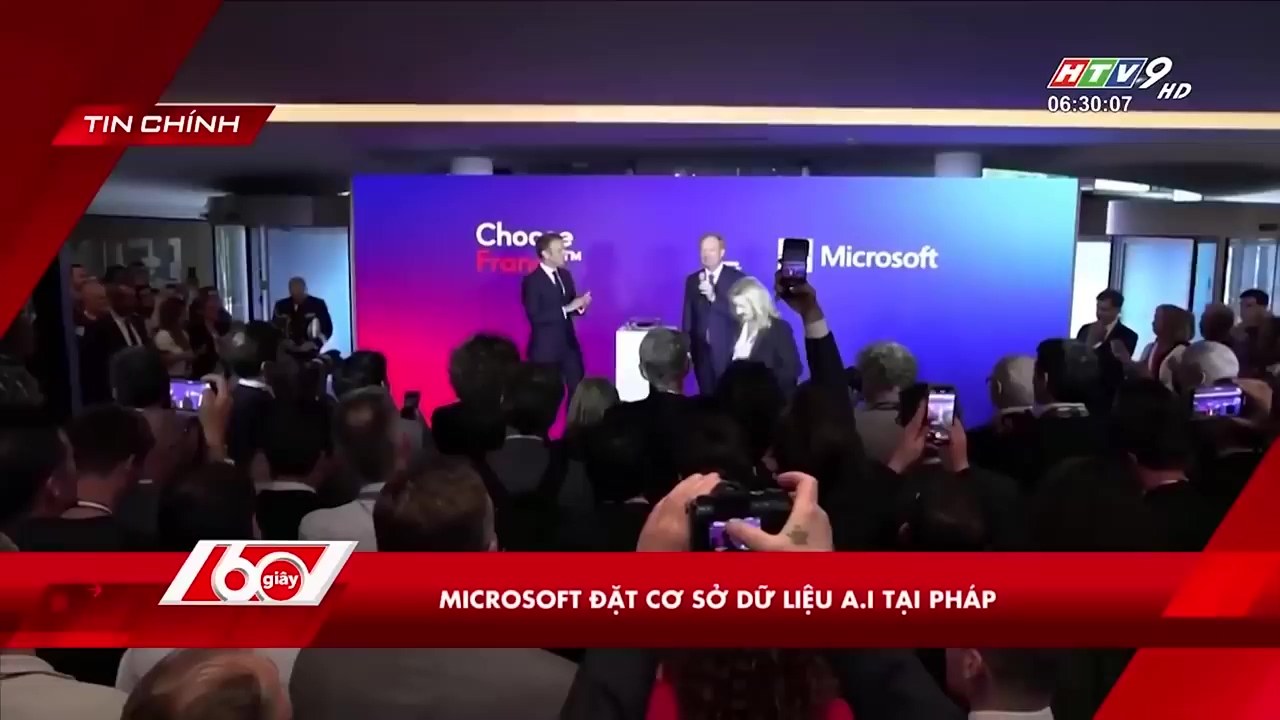 HTV9 HD
06:30:07
TIN CHÍNH
Choose
France™
Microsoft
60 giây
MICROSOFT ĐẶT CƠ SỞ DỮ LIỆU A.I TẠI PHÁP